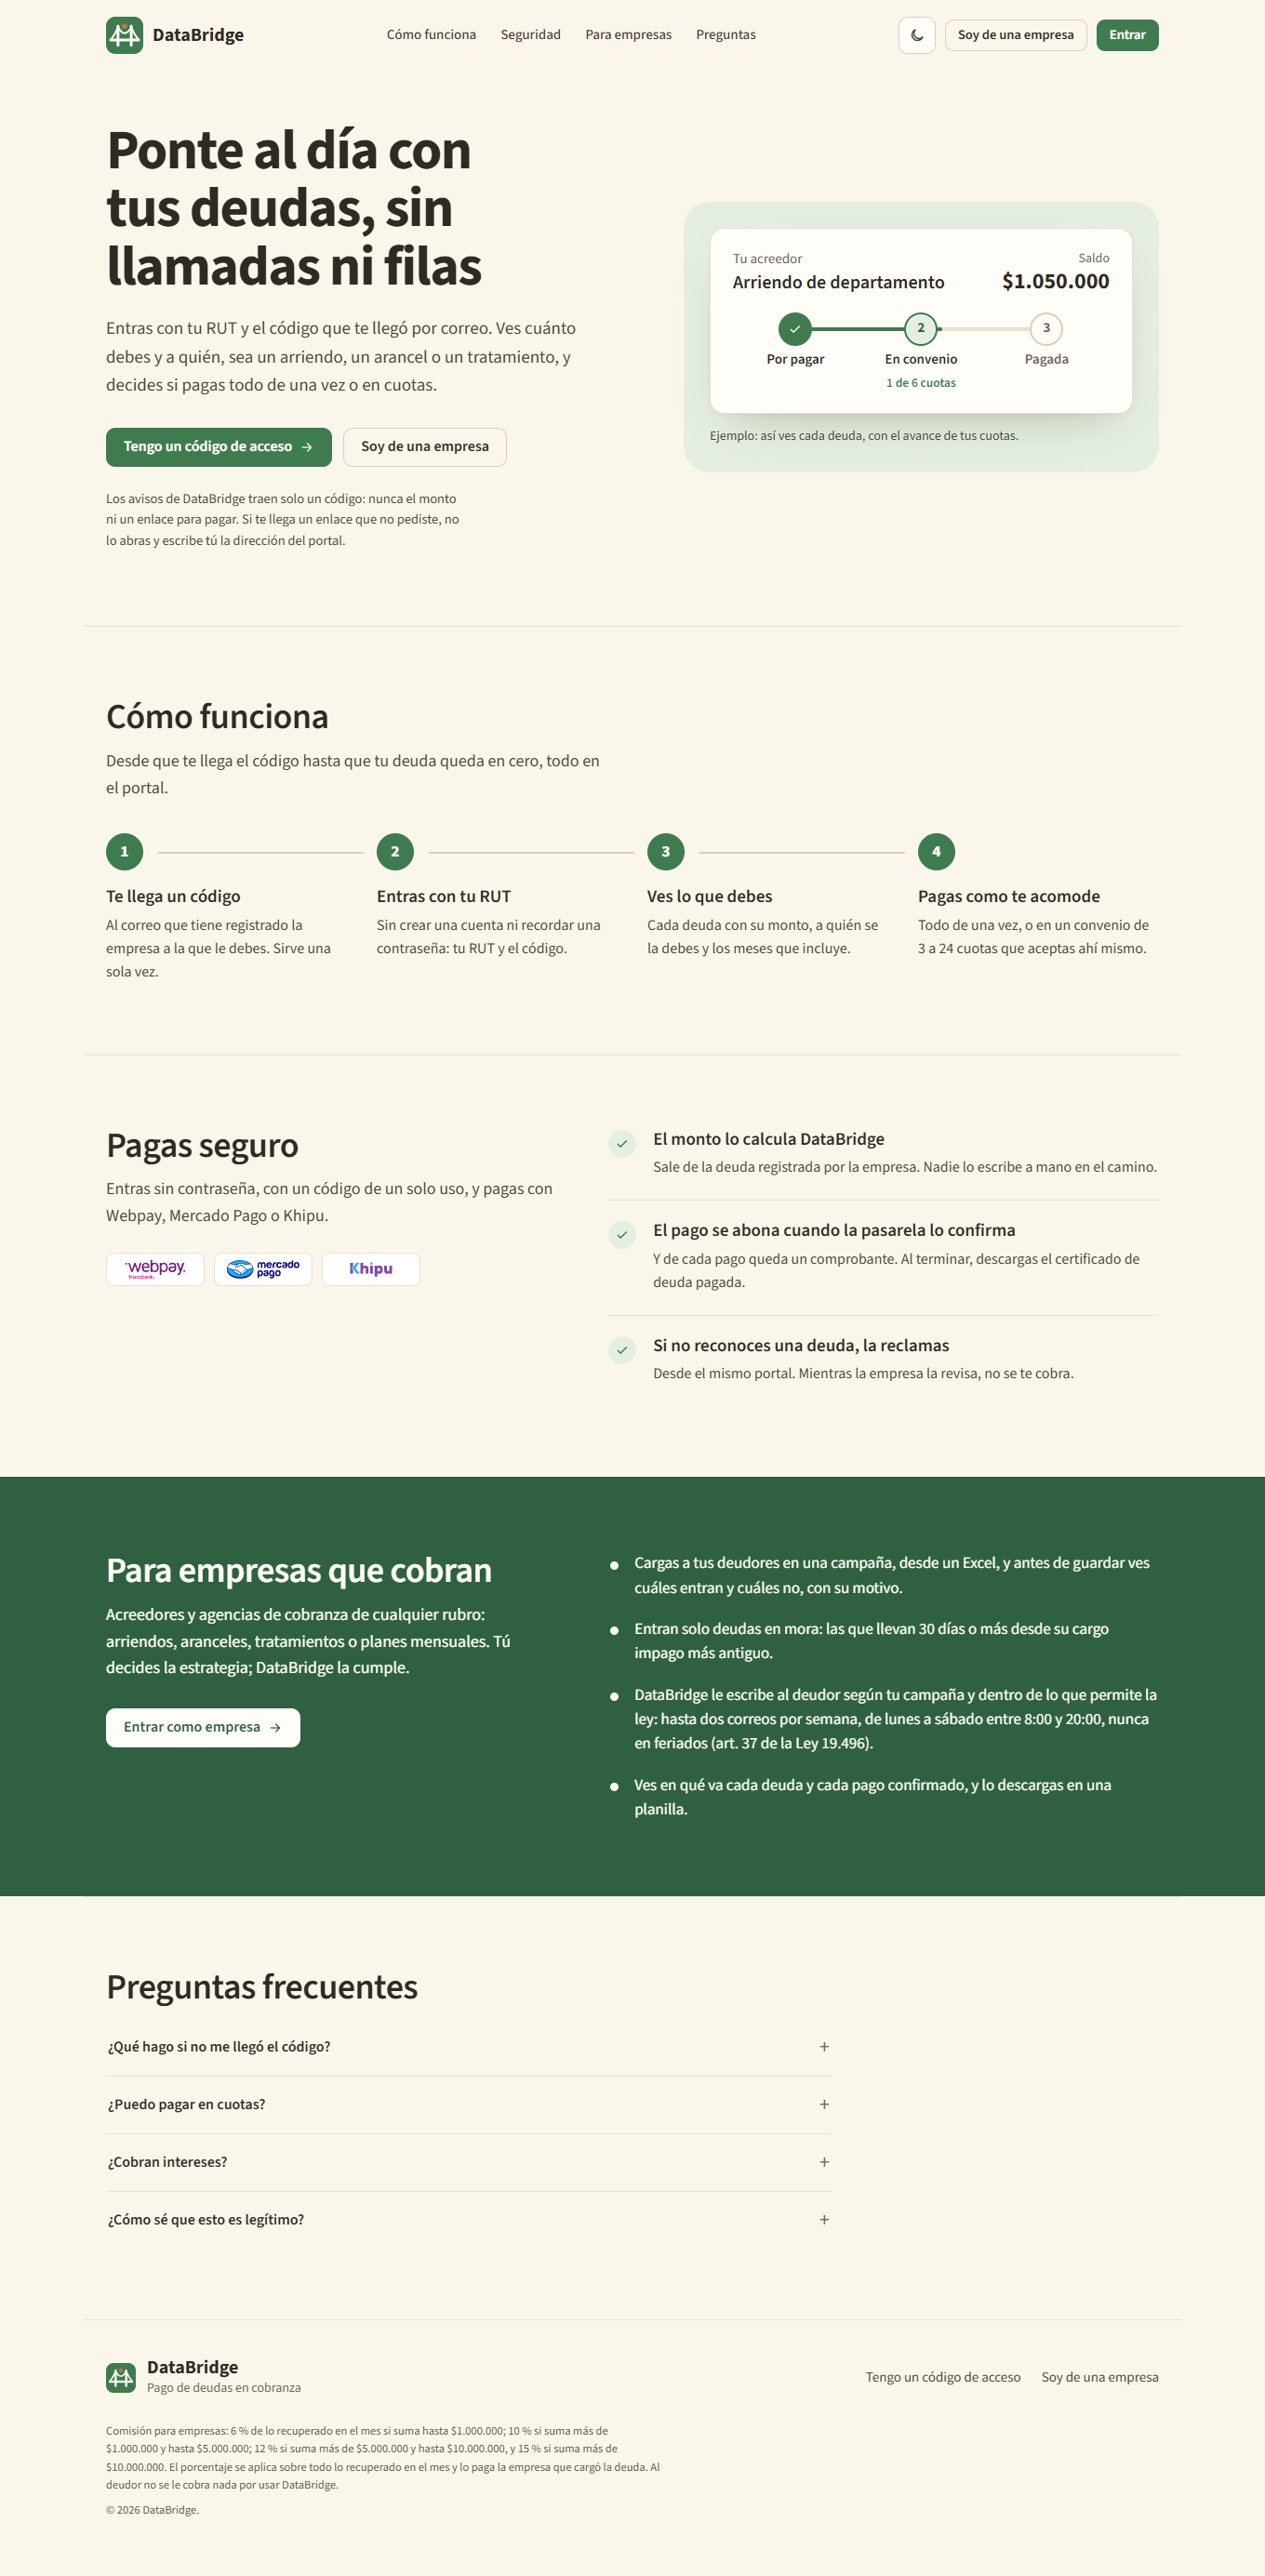 DataBridge
Cómo funciona
Seguridad
Para empresas
Preguntas
Soy de una empresa
Entrar
Ponte al día con
tus deudas, sin
llamadas ni filas
Entras con tu RUT y el código que te llegó por correo. Ves cuánto
debes y a quién, sea un arriendo, un arancel o un tratamiento, y
decides si pagas todo de una vez o en cuotas.
Tengo un código de acceso →
Soy de una empresa
Los avisos de DataBridge traen solo un código: nunca el monto
ni un enlace para pagar. Si te llega un enlace que no pediste, no
lo abras y escribe tú la dirección del portal.
Tu acreedor
Saldo
Arriendo de departamento
$1.050.000
2
3
Por pagar
En convenio
Pagada
1 de 6 cuotas
Ejemplo: así ves cada deuda, con el avance de tus cuotas.
Cómo funciona
Desde que te llega el código hasta que tu deuda queda en cero, todo en
el portal.
1
Te llega un código
Al correo que tiene registrado la
empresa a la que le debes. Sirve una
sola vez.
2
Entras con tu RUT
Sin crear una cuenta ni recordar una
contraseña: tu RUT y el código.
3
Ves lo que debes
Cada deuda con su monto, a quién se
la debes y los meses que incluye.
4
Pagas como te acomode
Todo de una vez, o en un convenio de
3 a 24 cuotas que aceptas ahí mismo.
Pagas seguro
Entras sin contraseña, con un código de un solo uso, y pagas con
Webpay, Mercado Pago o Khipu.
webpay.
transbank.
mercado
pago
Khipu
El monto lo calcula DataBridge
Sale de la deuda registrada por la empresa. Nadie lo escribe a mano en el camino.
El pago se abona cuando la pasarela lo confirma
Y de cada pago queda un comprobante. Al terminar, descargas el certificado de
deuda pagada.
Si no reconoces una deuda, la reclamas
Desde el mismo portal. Mientras la empresa la revisa, no se te cobra.
Para empresas que cobran
Acreedores y agencias de cobranza de cualquier rubro:
arriendos, aranceles, tratamientos o planes mensuales. Tú
decides la estrategia; DataBridge la cumple.
Entrar como empresa →
Cargas a tus deudores en una campaña, desde un Excel, y antes de guardar ves
cuáles entran y cuáles no, con su motivo.
Entran solo deudas en mora: las que llevan 30 días o más desde su cargo
impago más antiguo.
DataBridge le escribe al deudor según tu campaña y dentro de lo que permite la
ley: hasta dos correos por semana, de lunes a sábado entre 8:00 y 20:00, nunca
en feriados (art. 37 de la Ley 19.496).
Ves en qué va cada deuda y cada pago confirmado, y lo descargas en una
planilla.
Preguntas frecuentes
¿Qué hago si no me llegó el código? +
¿Puedo pagar en cuotas? +
¿Cobran intereses? +
¿Cómo sé que esto es legítimo? +
DataBridge
Pago de deudas en cobranza
Tengo un código de acceso
Soy de una empresa
Comisión para empresas: 6 % de lo recuperado en el mes si suma hasta $1.000.000; 10 % si suma más de
$1.000.000 y hasta $5.000.000; 12 % si suma más de $5.000.000 y hasta $10.000.000, y 15 % si suma más de
$10.000.000. El porcentaje se aplica sobre todo lo recuperado en el mes y lo paga la empresa que cargó la deuda. Al
deudor no se le cobra nada por usar DataBridge.
© 2026 DataBridge.